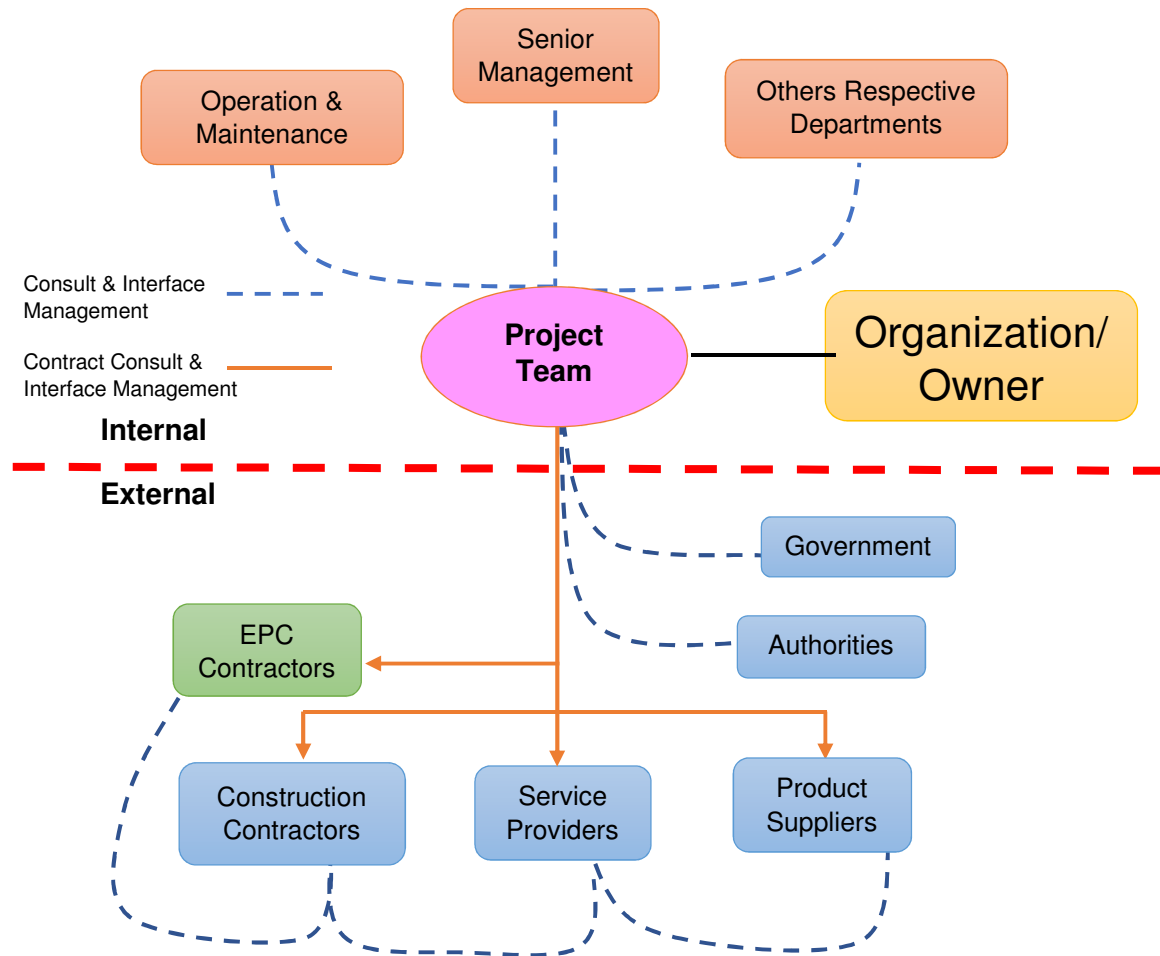 Senior
Management
Operation &
Maintenance
Others Respective
Departments
Consult & Interface
Management
Contract Consult &
Interface Management
Project
Team
Organization/
Owner
Internal
External
Government
Authorities
EPC
Contractors
Construction
Contractors
Service
Providers
Product
Suppliers